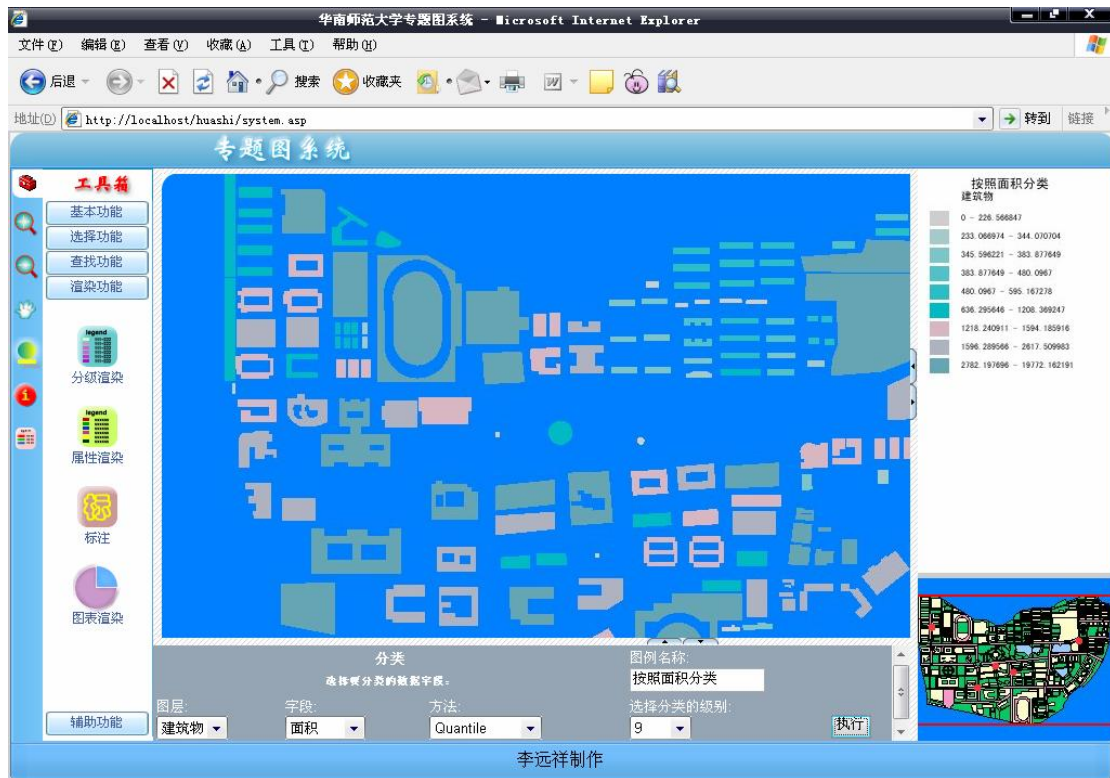 华南师范大学专题图系统 - Microsoft Internet Explorer
文件(F) 编辑(E) 查看(V) 收藏(A) 工具(T) 帮助(H)
后退 搜索 收藏夹
地址(D) http://localhost/huashi/system.asp 转到 链接
专题图系统
工具箱
基本功能
选择功能
查找功能
渲染功能
legend
分级渲染
legend
属性渲染
标
标注
图表渲染
辅助功能
按照面积分类
建筑物
0 - 226.566847
233.066974 - 344.070704
345.596221 - 383.877649
383.877649 - 480.0967
480.0967 - 595.167278
636.295646 - 1208.369247
1218.240911 - 1594.185916
1596.289566 - 2617.509983
2782.197696 - 19772.162191
分类
选择要分类的数据字段。
图例名称:
按照面积分类
图层: 字段: 方法: 选择分类的级别:
建筑物 面积 Quantile 9 执行
李远祥制作